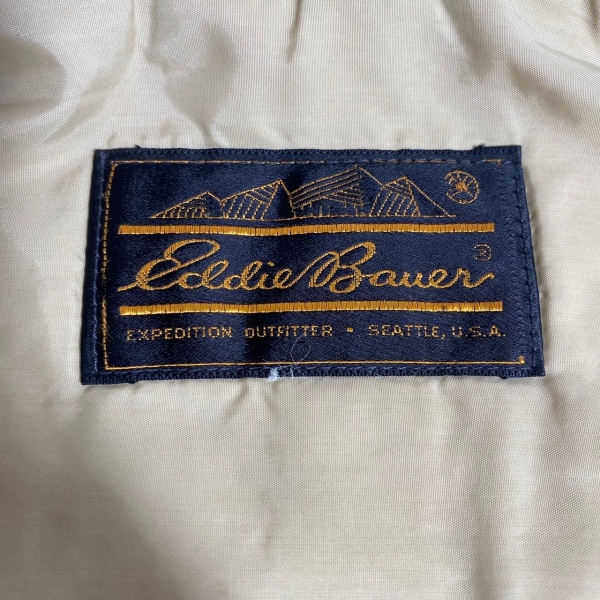 Eddie Bauer ®
EXPEDITION OUTFITTER • SEATTLE, U.S.A.